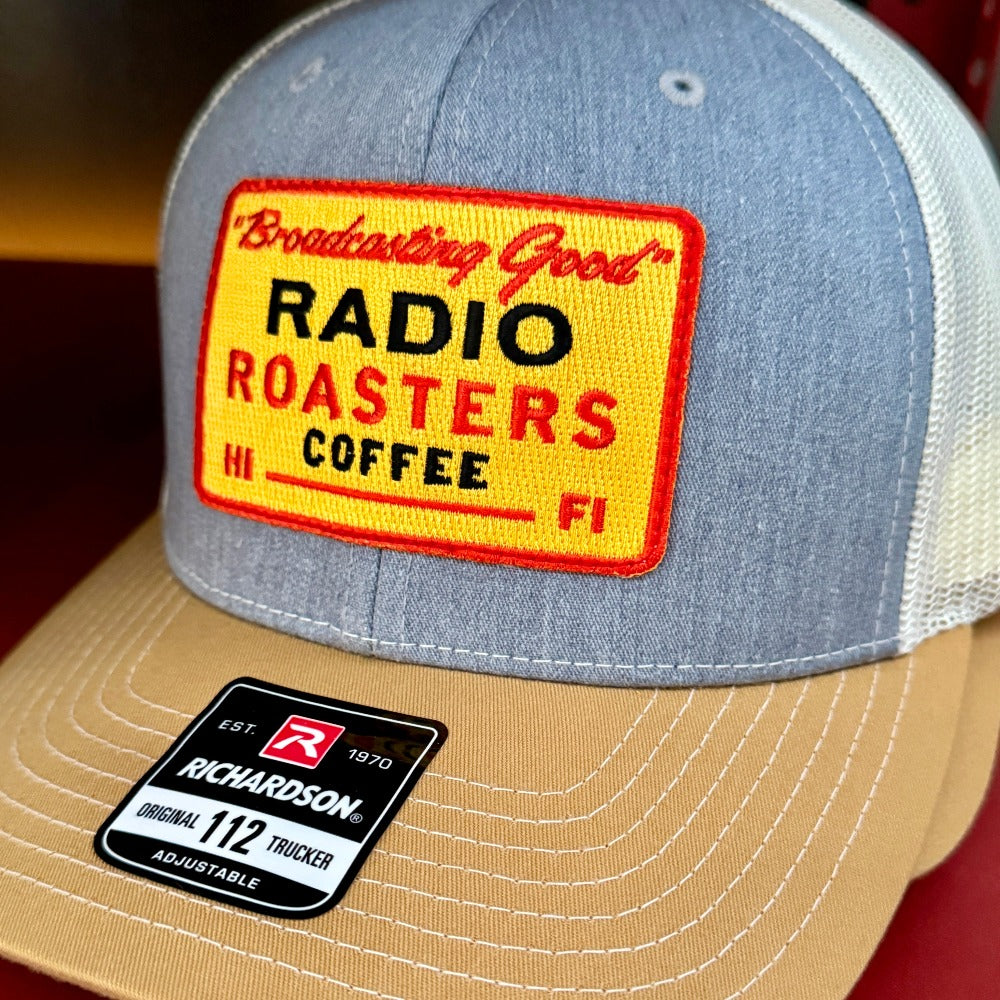 "Broadcasting Good"
RADIO
ROASTERS
COFFEE
HI FI
EST. R 1970
RICHARDSON®
ORIGINAL 112 TRUCKER
ADJUSTABLE